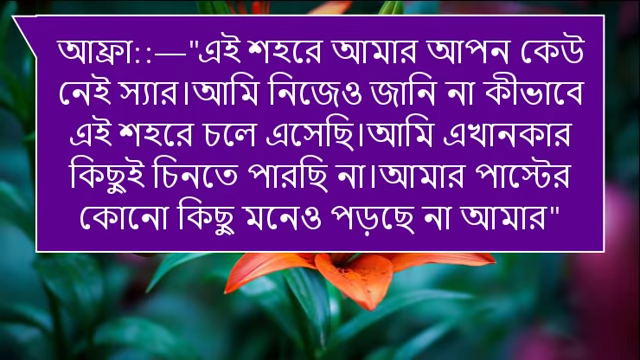 আফ্রা::—"এই শহরে আমার আপন কেউ
নেই স্যার।আমি নিজেও জানি না কীভাবে
এই শহরে চলে এসেছি।আমি এখানকার
কিছুই চিনতে পারছি না।আমার পাস্টের
কোনো কিছু মনেও পড়ছে না আমার"